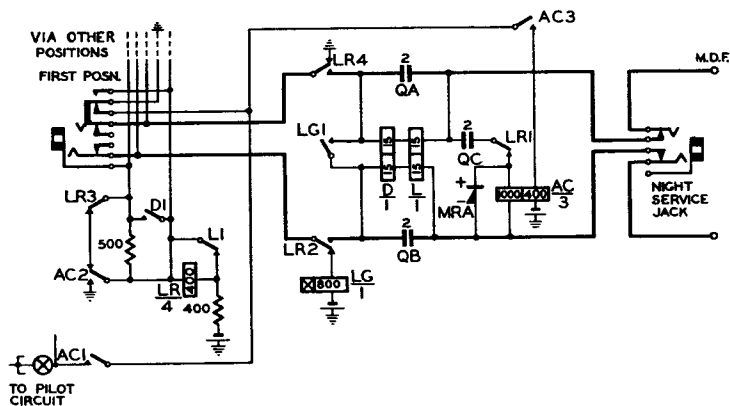 VIA OTHER
POSITIONS
FIRST POSN.
AC3
M.D.F.
LR4
2
QA
LG1
15
15
15
15
D
1
L
1
2
QC
LR1
+
-
MRA
1000
400
AC
3
NIGHT
SERVICE
JACK
LR3
D1
500
L1
AC2
LR
4
400
400
LR2
2
QB
800
LG
1
AC1
TO PILOT
CIRCUIT